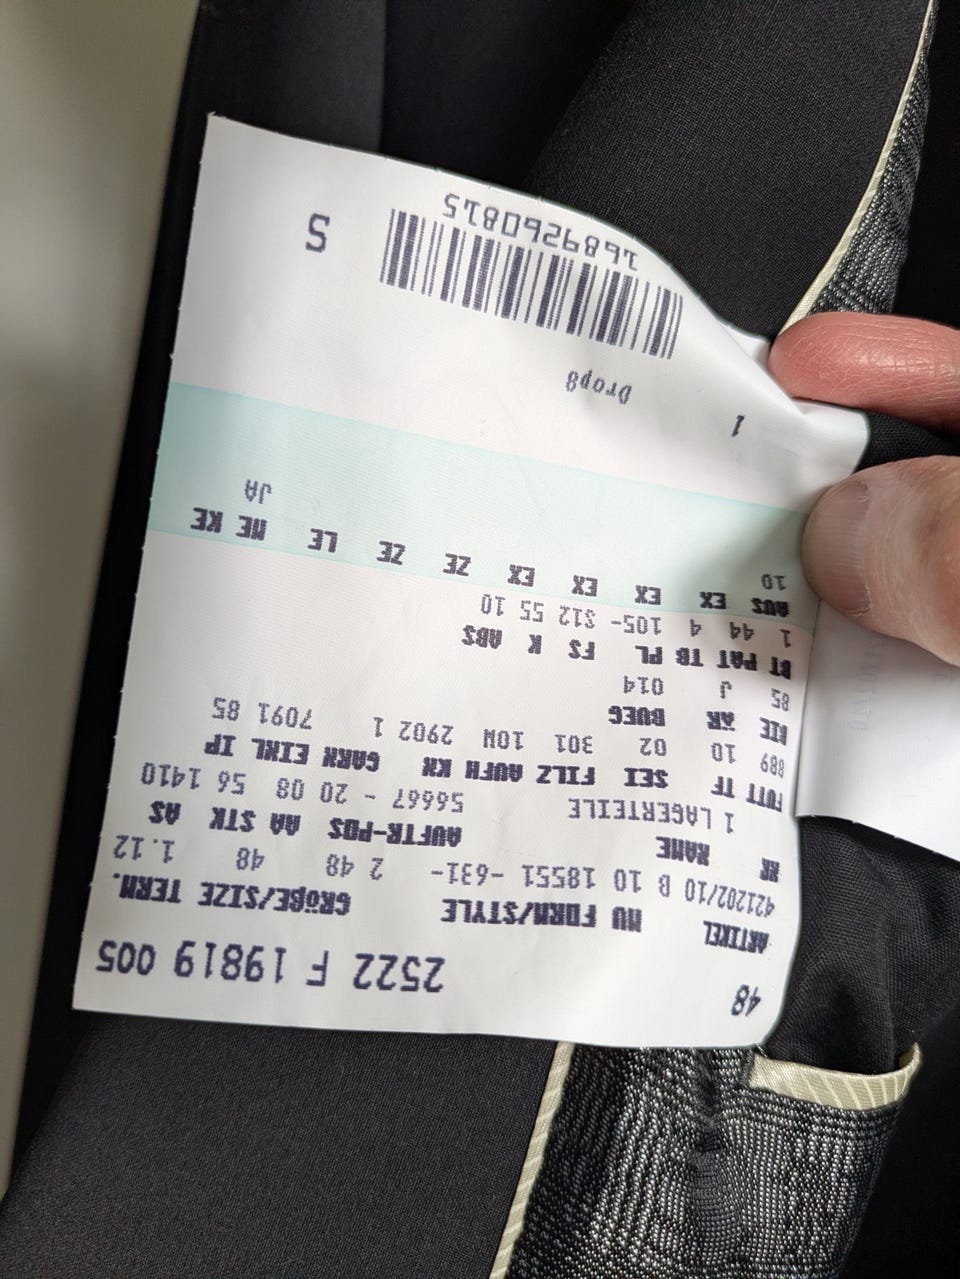 48 2522 F 19819 005
ARTIKEL MU FORM/STYLE GRÖßE/SIZE TERM.
421202/10 B 10 18551 -631- 2 48 48 1.12
NR NAME AUFTR-POS AA STK AS
1 LAGERTEILE 56667 - 20 08 56 1410
FUTT TF SEI FILZ AUFH KN GARN EINL IP
889 10 02 301 10W 2902 1 7091 85
EIE ÄR BUEG
85 J 014
BT PAT TB PL FS K ABS
1 44 4 105- S12 55 10
AUS EX EX EX EX ZE ZE LE ME KE
10 JA
1 Drop8
1689260815
S